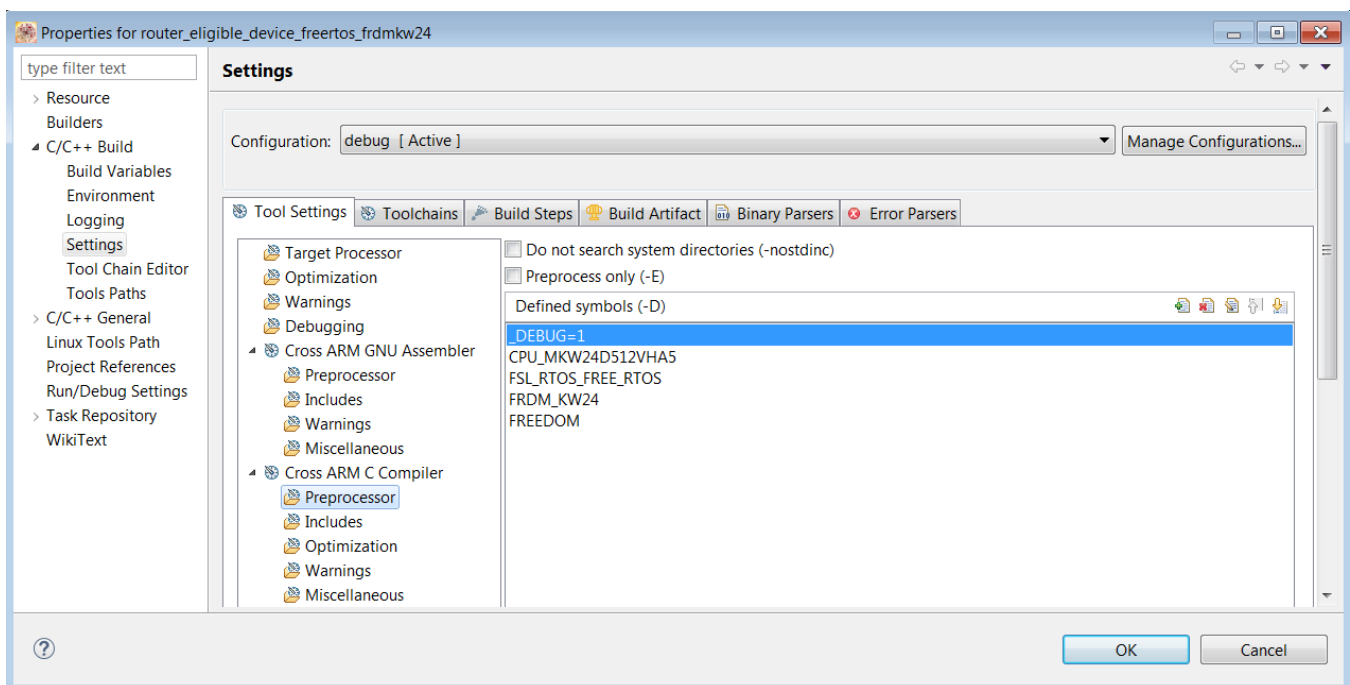 Properties for router_eligible_device_freertos_frdmkw24
type filter text
Resource
Builders
C/C++ Build
Build Variables
Environment
Logging
Settings
Tool Chain Editor
Tools Paths
C/C++ General
Linux Tools Path
Project References
Run/Debug Settings
Task Repository
WikiText
Settings
Configuration: debug [ Active ] Manage Configurations...
Tool Settings Toolchains Build Steps Build Artifact Binary Parsers Error Parsers
Target Processor
Optimization
Warnings
Debugging
Cross ARM GNU Assembler
Preprocessor
Includes
Warnings
Miscellaneous
Cross ARM C Compiler
Preprocessor
Includes
Optimization
Warnings
Miscellaneous
Do not search system directories (-nostdinc)
Preprocess only (-E)
Defined symbols (-D)
_DEBUG=1
CPU_MKW24D512VHA5
FSL_RTOS_FREE_RTOS
FRDM_KW24
FREEDOM
? OK Cancel